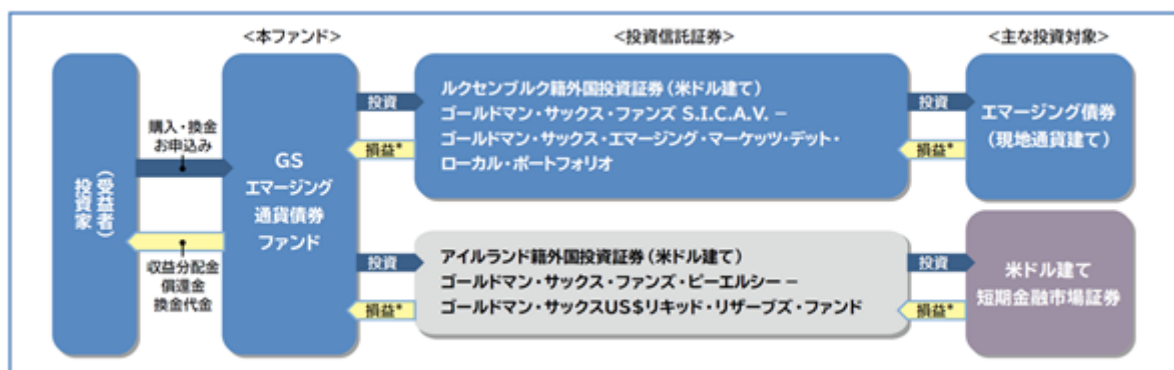 <本ファンド>
<投資信託証券>
<主な投資対象>
投資家
(受益者)
購入・換金
お申込み
収益分配金
償還金
換金代金
GS
エマージング
通貨債券
ファンド
投資
損益*
ルクセンブルク籍外国投資証券(米ドル建て)
ゴールドマン・サックス・ファンズ S.I.C.A.V. －
ゴールドマン・サックス・エマージング・マーケッツ・デット・
ローカル・ポートフォリオ
投資
損益*
エマージング債券
(現地通貨建て)
投資
損益*
アイルランド籍外国投資証券(米ドル建て)
ゴールドマン・サックス・ファンズ・ピーエルシー －
ゴールドマン・サックスUS$リキッド・リザーブズ・ファンド
投資
損益*
米ドル建て
短期金融市場証券